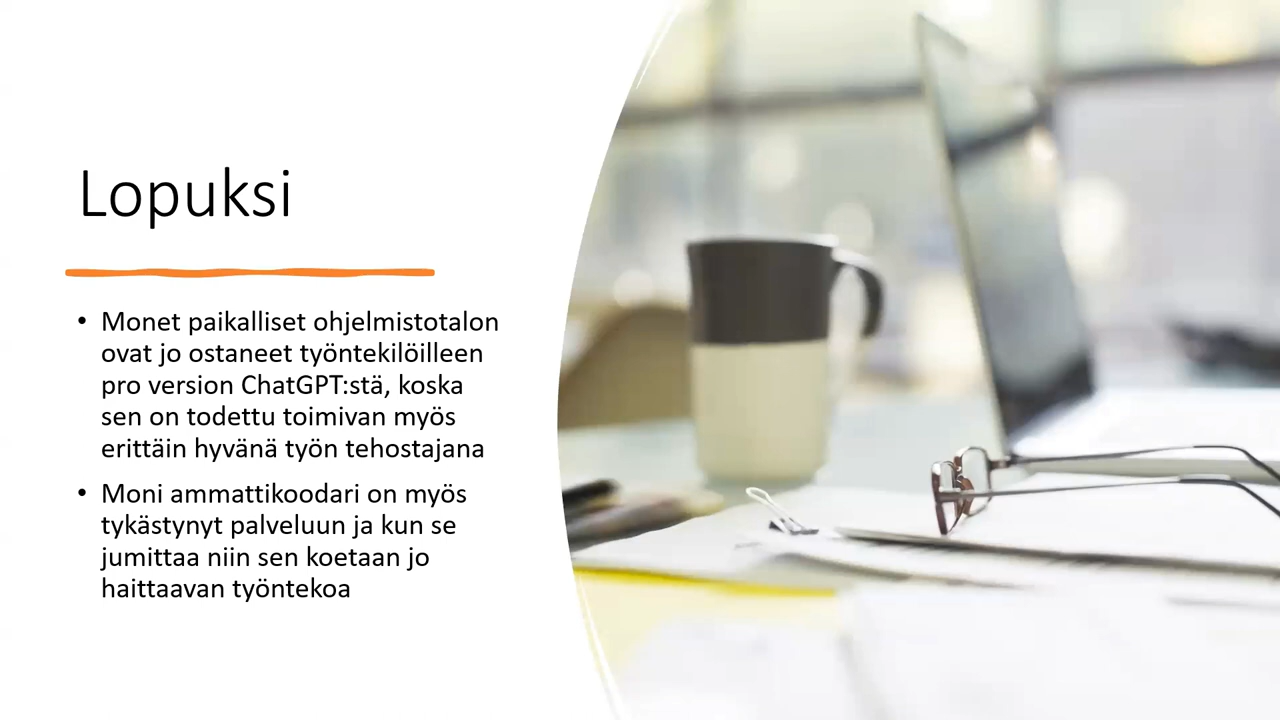 Lopuksi
• Monet paikalliset ohjelmistotalon
ovat jo ostaneet työntekilöilleen
pro version ChatGPT:stä, koska
sen on todettu toimivan myös
erittäin hyvänä työn tehostajana
• Moni ammattikoodari on myös
tykästynyt palveluun ja kun se
jumittaa niin sen koetaan jo
haittaavan työntekoa